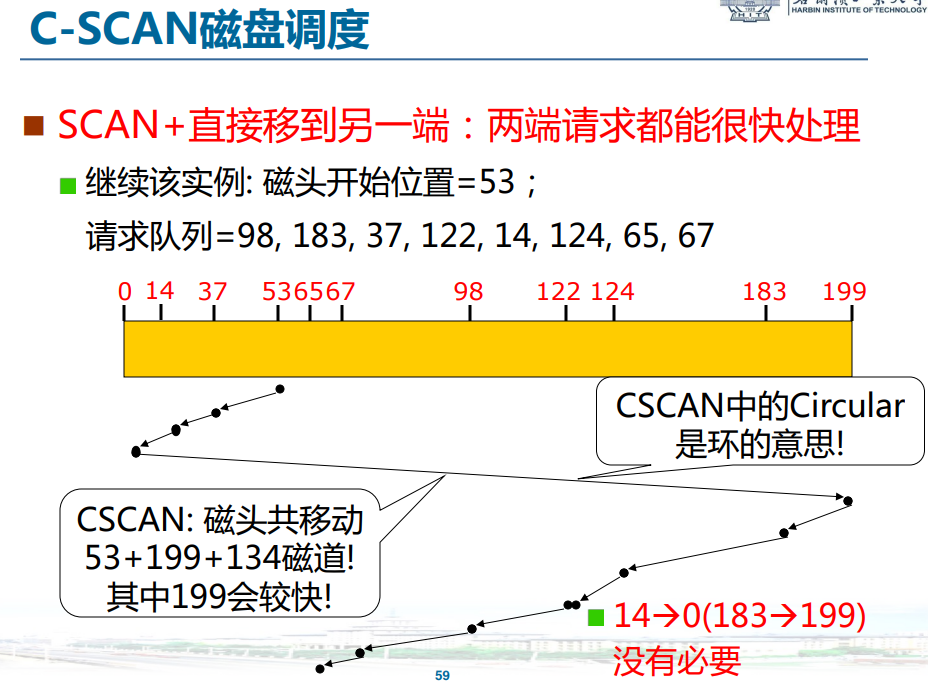 HARBIN INSTITUTE OF TECHNOLOGY
C-SCAN磁盘调度
SCAN+直接移到另一端：两端请求都能很快处理
继续该实例: 磁头开始位置=53；
请求队列=98, 183, 37, 122, 14, 124, 65, 67
0 14 37 536567 98 122 124 183 199
CSCAN中的Circular
是环的意思!
CSCAN: 磁头共移动
53+199+134磁道!
其中199会较快!
14→0(183→199)
没有必要
59